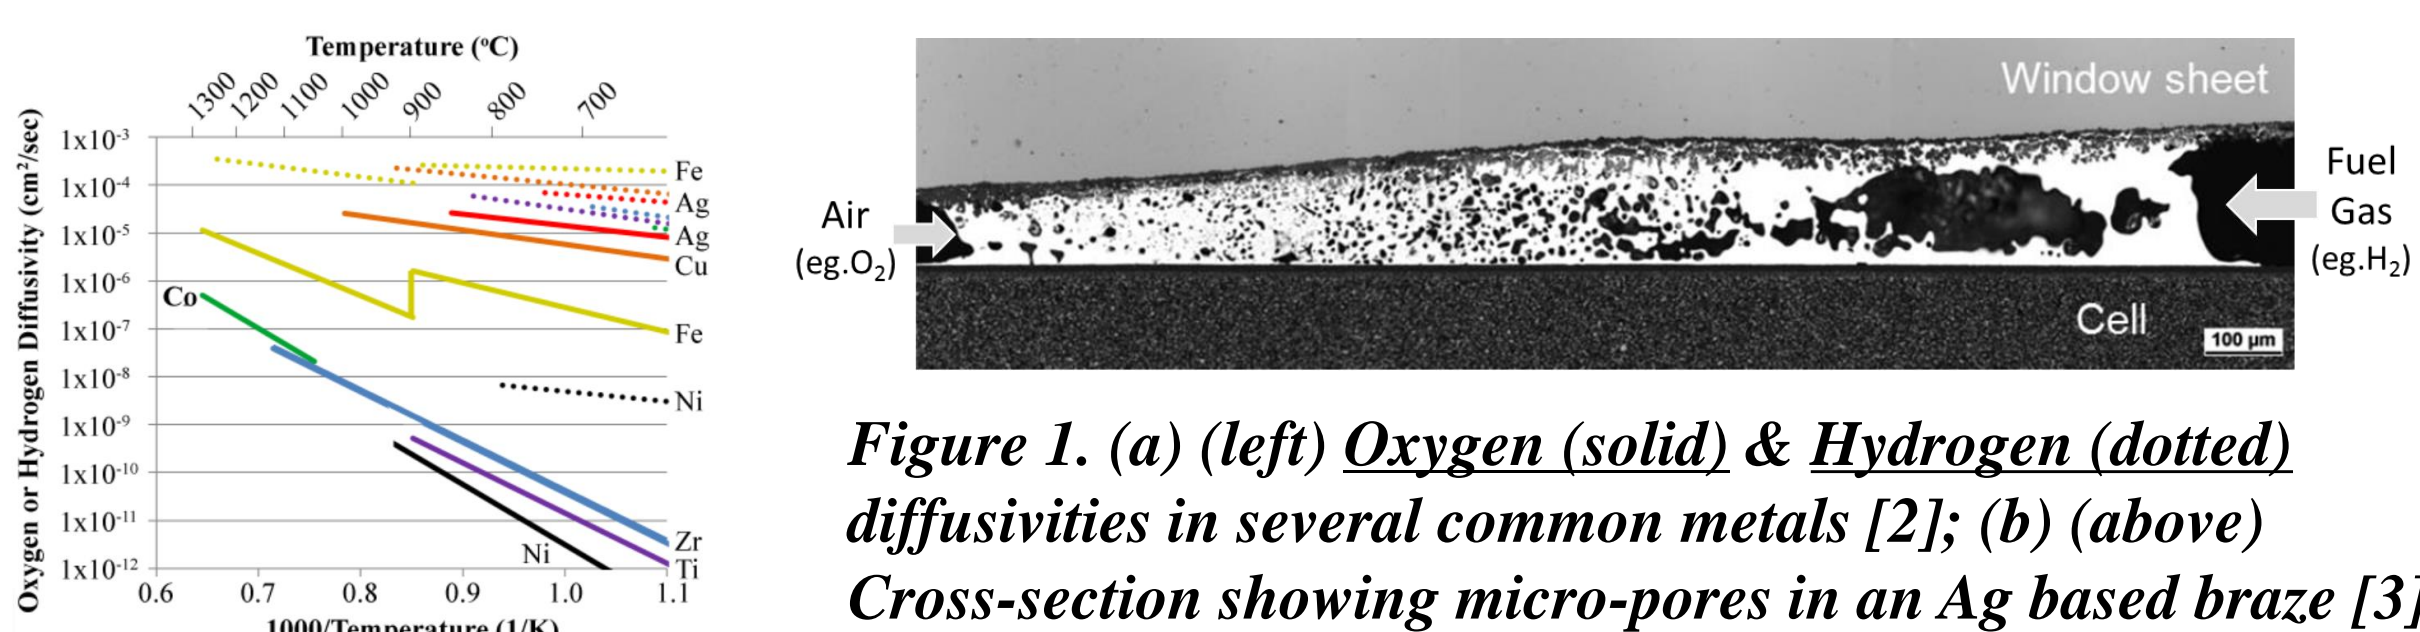 Temperature (°C)
1300 1200 1100 1000 900 800 700
Oxygen or Hydrogen Diffusivity (cm²/sec)
1x10⁻³
1x10⁻⁴
1x10⁻⁵
1x10⁻⁶
1x10⁻⁷
1x10⁻⁸
1x10⁻⁹
1x10⁻¹⁰
1x10⁻¹¹
1x10⁻¹²
Fe
Ag
Ag
Cu
Co
Fe
Ni
Ni
Zr
Ti
0.6 0.7 0.8 0.9 1.0 1.1
1000/Temperature (1/K)
Window sheet
Air
(eg.O₂)
Fuel
Gas
(eg.H₂)
Cell
100 µm
Figure 1. (a) (left) Oxygen (solid) & Hydrogen (dotted)
diffusivities in several common metals [2]; (b) (above)
Cross-section showing micro-pores in an Ag based braze [3]